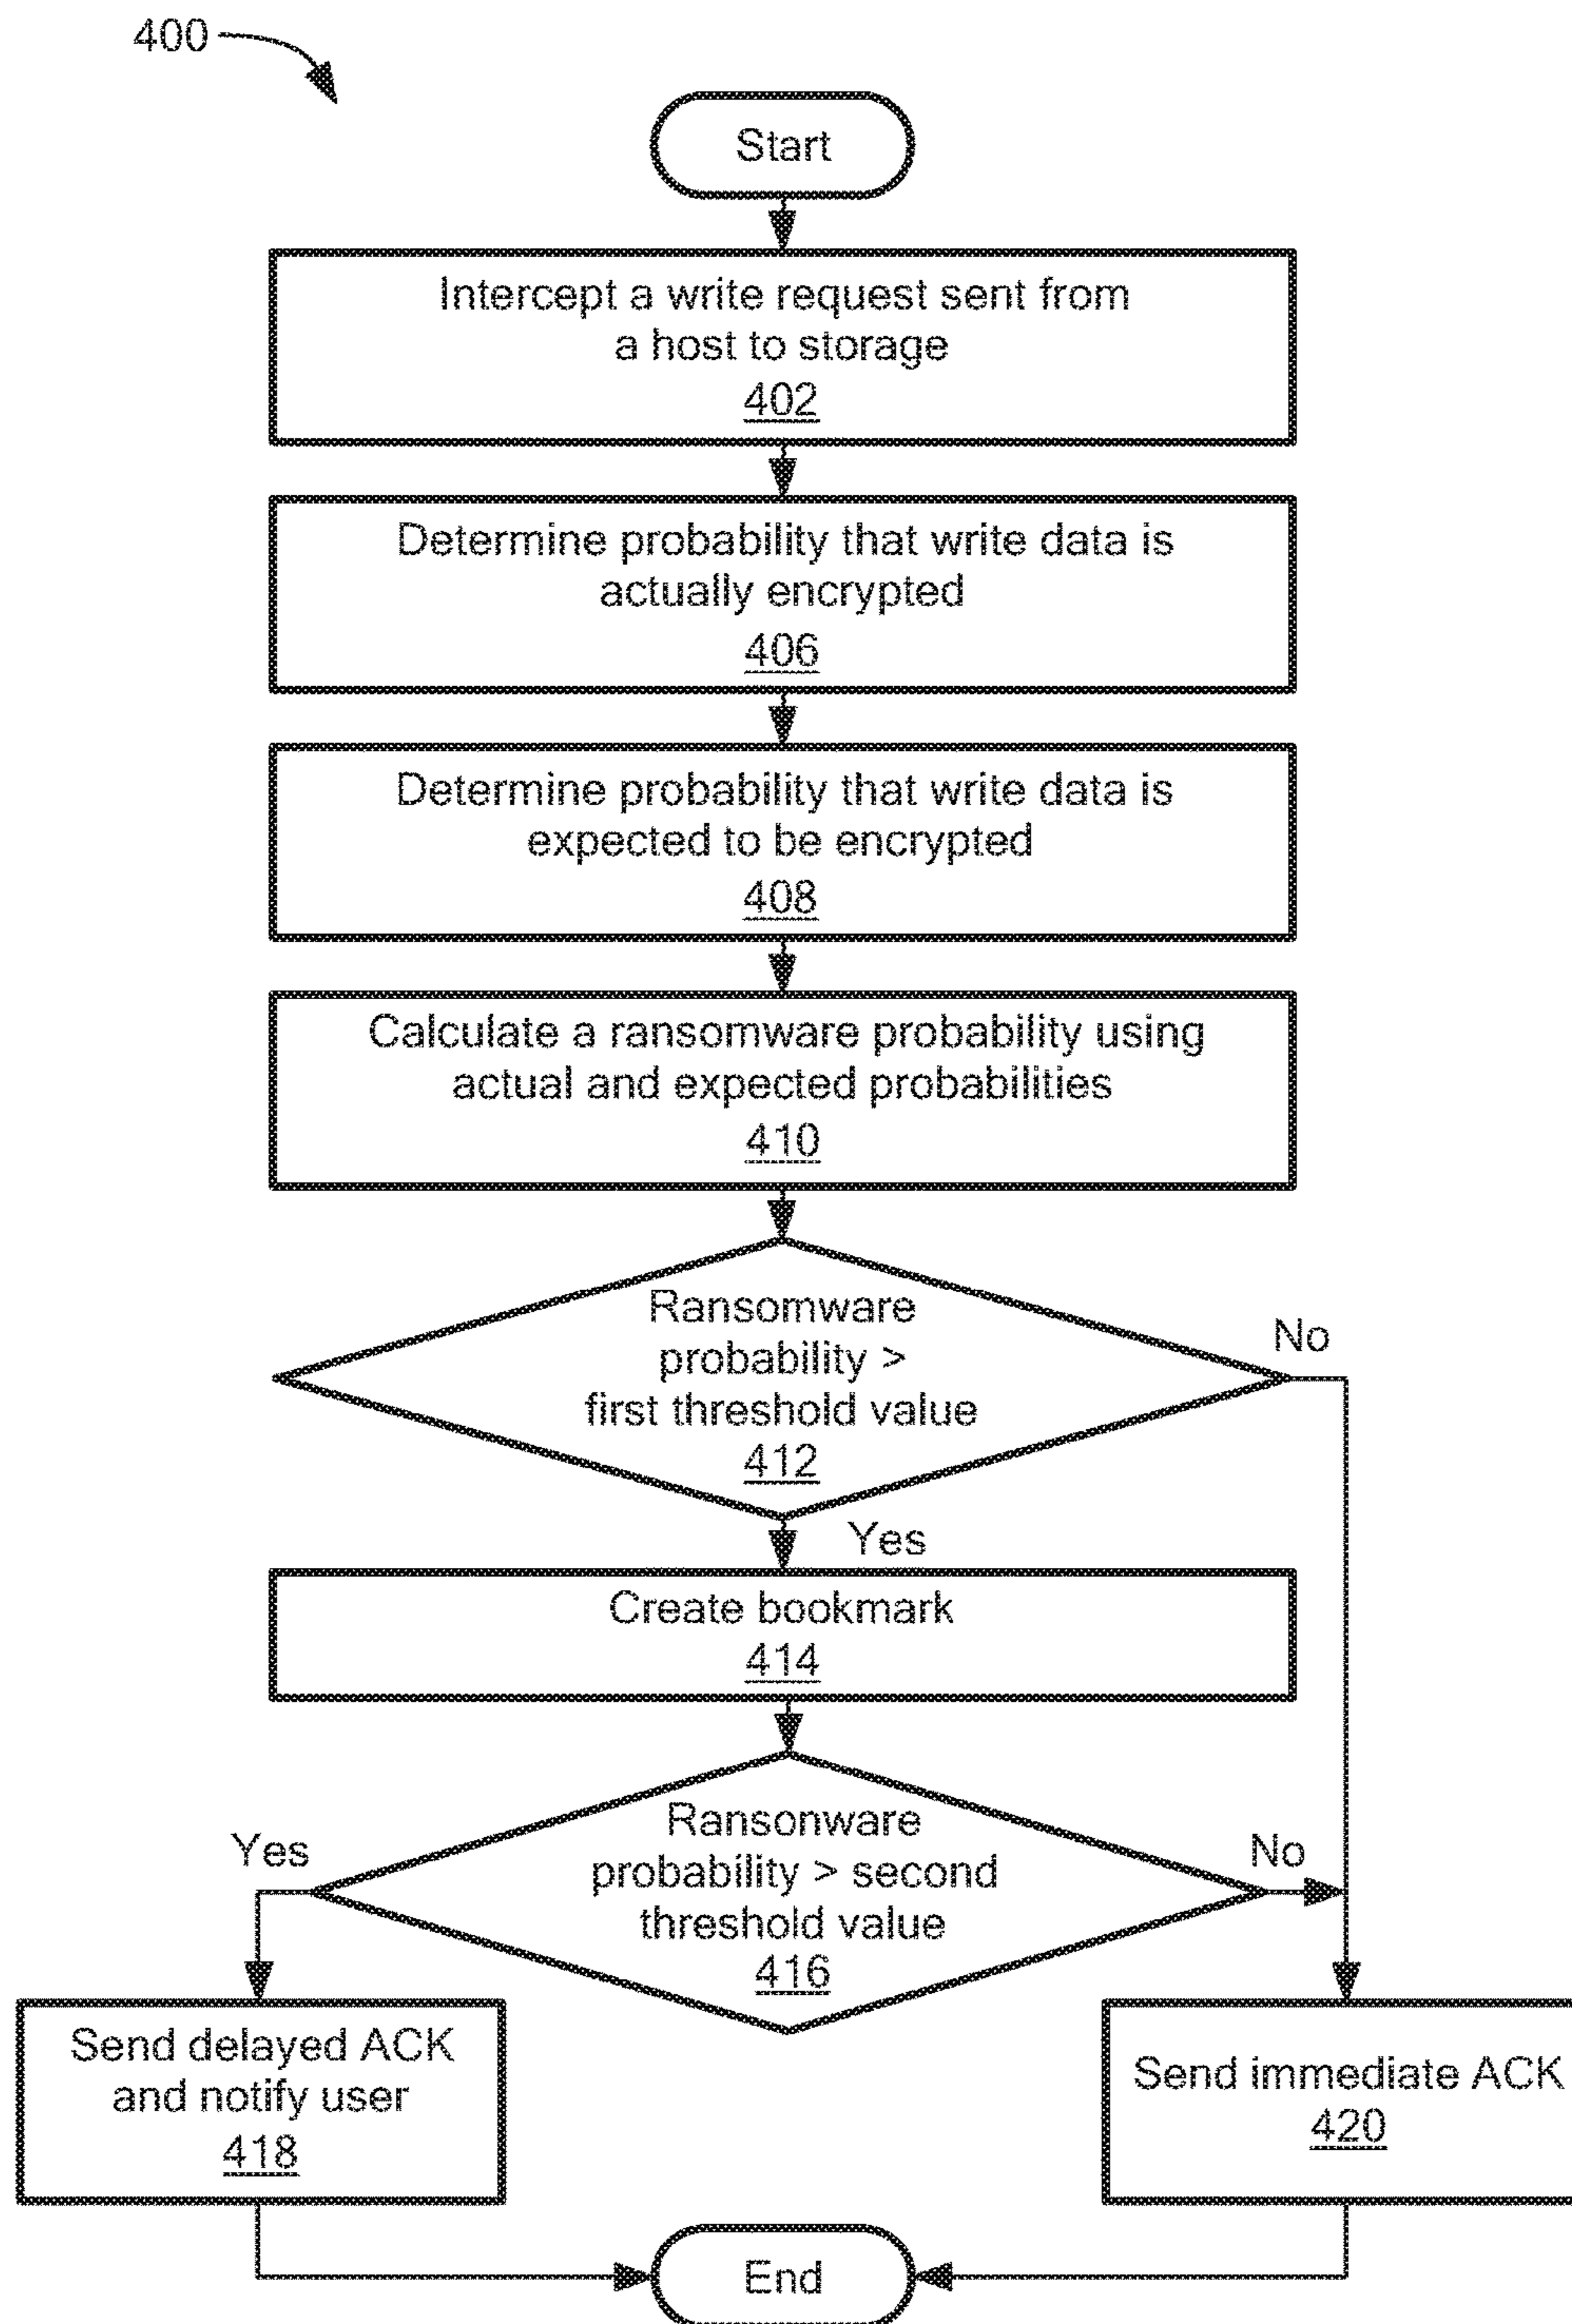 400
Start
Intercept a write request sent from
a host to storage
402
Determine probability that write data is
actually encrypted
406
Determine probability that write data is
expected to be encrypted
408
Calculate a ransomware probability using
actual and expected probabilities
410
Ransomware
probability >
first threshold value
412
No
Yes
Create bookmark
414
Ransonware
probability > second
threshold value
416
Yes
No
Send delayed ACK
and notify user
418
Send immediate ACK
420
End